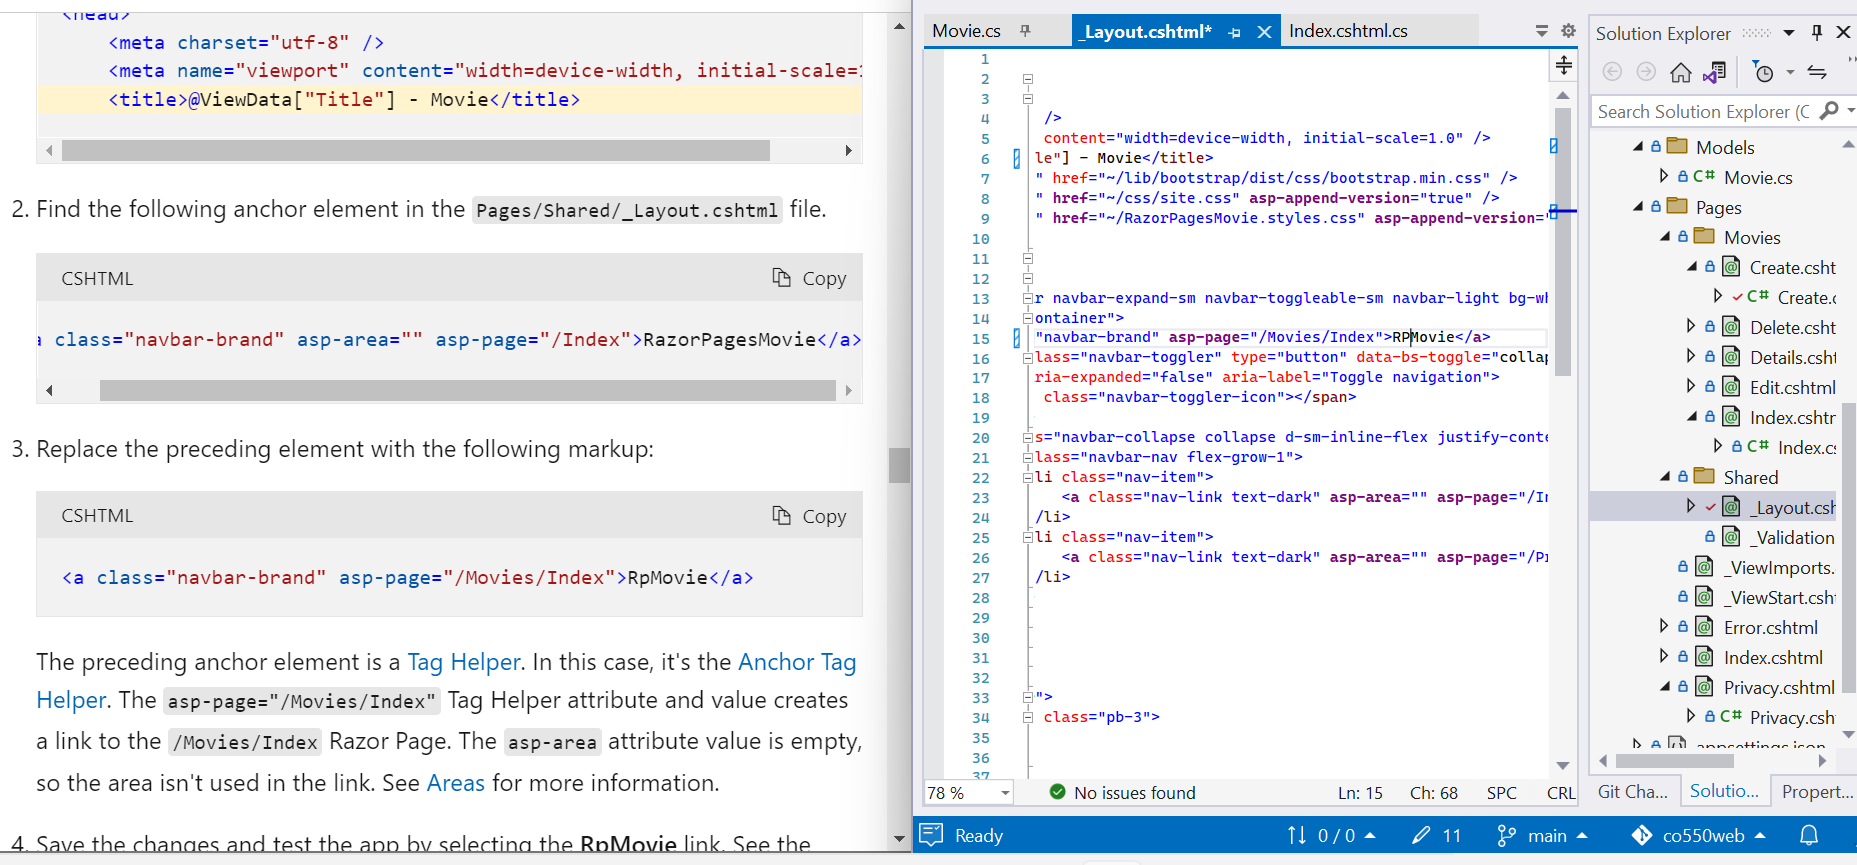 <head>
<meta charset="utf-8" />
<meta name="viewport" content="width=device-width, initial-scale=1
<title>@ViewData["Title"] - Movie</title>
2. Find the following anchor element in the Pages/Shared/_Layout.cshtml file.
CSHTML Copy
class="navbar-brand" asp-area="" asp-page="/Index">RazorPagesMovie</a>
3. Replace the preceding element with the following markup:
CSHTML Copy
<a class="navbar-brand" asp-page="/Movies/Index">RpMovie</a>
The preceding anchor element is a Tag Helper. In this case, it's the Anchor Tag
Helper. The asp-page="/Movies/Index" Tag Helper attribute and value creates
a link to the /Movies/Index Razor Page. The asp-area attribute value is empty,
so the area isn't used in the link. See Areas for more information.
4. Save the changes and test the app by selecting the RpMovie link. See the
Movie.cs _Layout.cshtml* Index.cshtml.cs
1
2
3
4 />
5 content="width=device-width, initial-scale=1.0" />
6 le"] - Movie</title>
7 " href="~/lib/bootstrap/dist/css/bootstrap.min.css" />
8 " href="~/css/site.css" asp-append-version="true" />
9 " href="~/RazorPagesMovie.styles.css" asp-append-version="
10
11
12
13 r navbar-expand-sm navbar-toggleable-sm navbar-light bg-wh
14 ontainer">
15 "navbar-brand" asp-page="/Movies/Index">RPMovie</a>
16 lass="navbar-toggler" type="button" data-bs-toggle="collap
17 ria-expanded="false" aria-label="Toggle navigation">
18 class="navbar-toggler-icon"></span>
19
20 s="navbar-collapse collapse d-sm-inline-flex justify-conte
21 lass="navbar-nav flex-grow-1">
22 li class="nav-item">
23 <a class="nav-link text-dark" asp-area="" asp-page="/In
24 /li>
25 li class="nav-item">
26 <a class="nav-link text-dark" asp-area="" asp-page="/Pr
27 /li>
28
29
30
31
32
33 ">
34 class="pb-3">
35
36
37
78 % No issues found Ln: 15 Ch: 68 SPC CRL
Solution Explorer
Search Solution Explorer (C
Models
C# Movie.cs
Pages
Movies
Create.csht
C# Create.c
Delete.csht
Details.csht
Edit.cshtml
Index.cshtm
C# Index.cs
Shared
_Layout.csh
_Validation
_ViewImports.
_ViewStart.csht
Error.cshtml
Index.cshtml
Privacy.cshtml
C# Privacy.csh
appsettings.json
Git Cha... Solutio... Propert...
Ready 0 / 0 11 main co550web